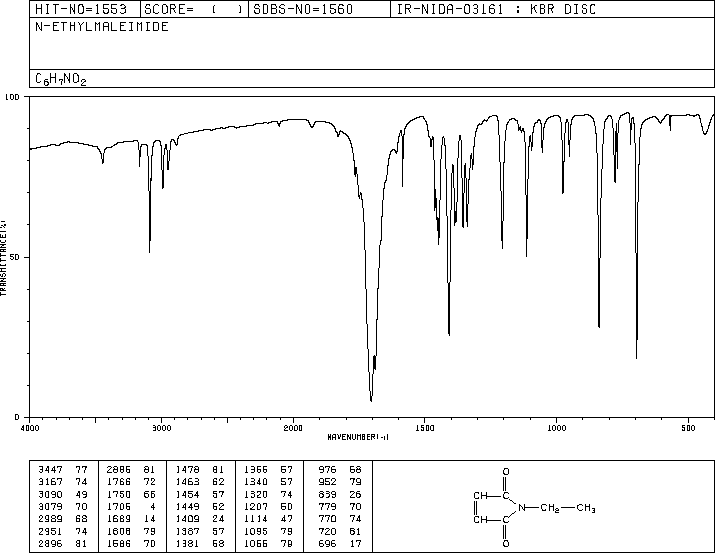 HIT-NO=1553 SCORE= ( ) SDBS-NO=1560 IR-NIDA-03161 : KBR DISC
N-ETHYLMALEIMIDE
C6H7NO2
100
50
0
TRANSMITTANCE(%)
4000 3000 2000 1500 1000 500
WAVENUMBER(-1)
3447 77 2886 81 1478 81 1366 57 976 68
3167 74 1766 72 1463 62 1340 57 952 79
3090 49 1750 66 1454 57 1320 74 839 26
3079 70 1705 4 1449 52 1207 50 779 70
2989 68 1689 14 1409 24 1114 47 770 74
2951 74 1608 79 1387 57 1095 79 720 81
2896 81 1586 70 1381 58 1055 79 696 17
O
CH C
N CH2 CH3
CH C
O